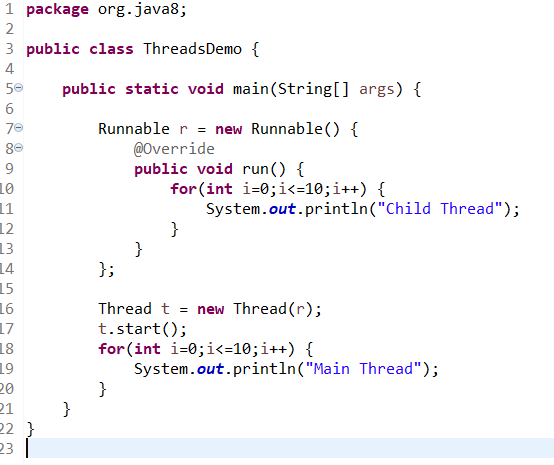 1 package org.java8;
2
3 public class ThreadsDemo {
4
5     public static void main(String[] args) {
6
7         Runnable r = new Runnable() {
8             @Override
9             public void run() {
10                 for(int i=0;i<=10;i++) {
11                     System.out.println("Child Thread");
12                 }
13             }
14         };
15
16         Thread t = new Thread(r);
17         t.start();
18         for(int i=0;i<=10;i++) {
19             System.out.println("Main Thread");
20         }
21     }
22 }
23